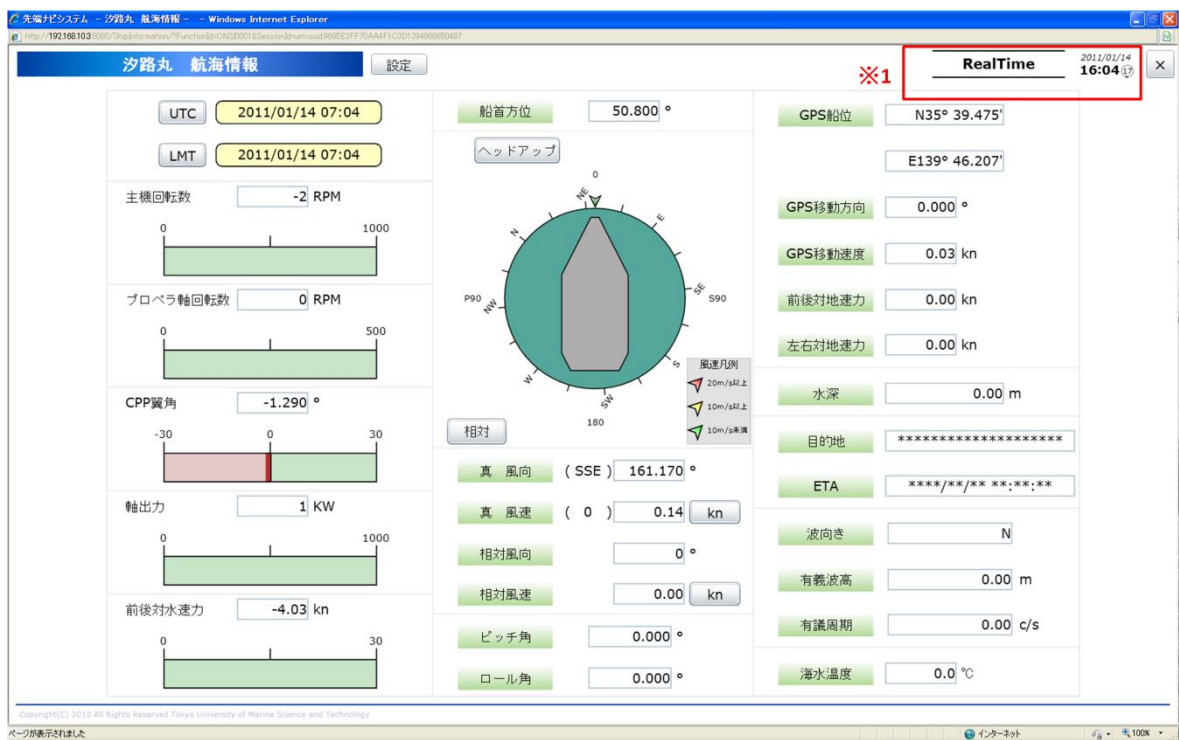 先端ナビシステム - 汐路丸 航海情報 - - Windows Internet Explorer
汐路丸 航海情報
設定
※1
RealTime
2011/01/14
16:04 17
UTC 2011/01/14 07:04
LMT 2011/01/14 07:04
主機回転数 -2 RPM
0 1000
プロペラ軸回転数 0 RPM
0 500
CPP翼角 -1.290 °
-30 0 30
軸出力 1 KW
0 1000
前後対水速力 -4.03 kn
0 30
船首方位 50.800 °
ヘッドアップ
0
NE
E
N
SE
P90
NW
S90
S
W
SW
180
風速凡例
20m/s以上
10m/s以上
10m/s未満
相対
真 風向 ( SSE ) 161.170 °
真 風速 ( 0 ) 0.14 kn
相対風向 0 °
相対風速 0.00 kn
ピッチ角 0.000 °
ロール角 0.000 °
GPS船位 N35° 39.475'
E139° 46.207'
GPS移動方向 0.000 °
GPS移動速度 0.03 kn
前後対地速力 0.00 kn
左右対地速力 0.00 kn
水深 0.00 m
目的地 ********************
ETA ****/**/** **:**:**
波向き N
有義波高 0.00 m
有議周期 0.00 c/s
海水温度 0.0 ℃
Copyright(C) 2010 All Rights Reserved Tokyo University of Marine Science and Technology
ページが表示されました
インターネット
100%